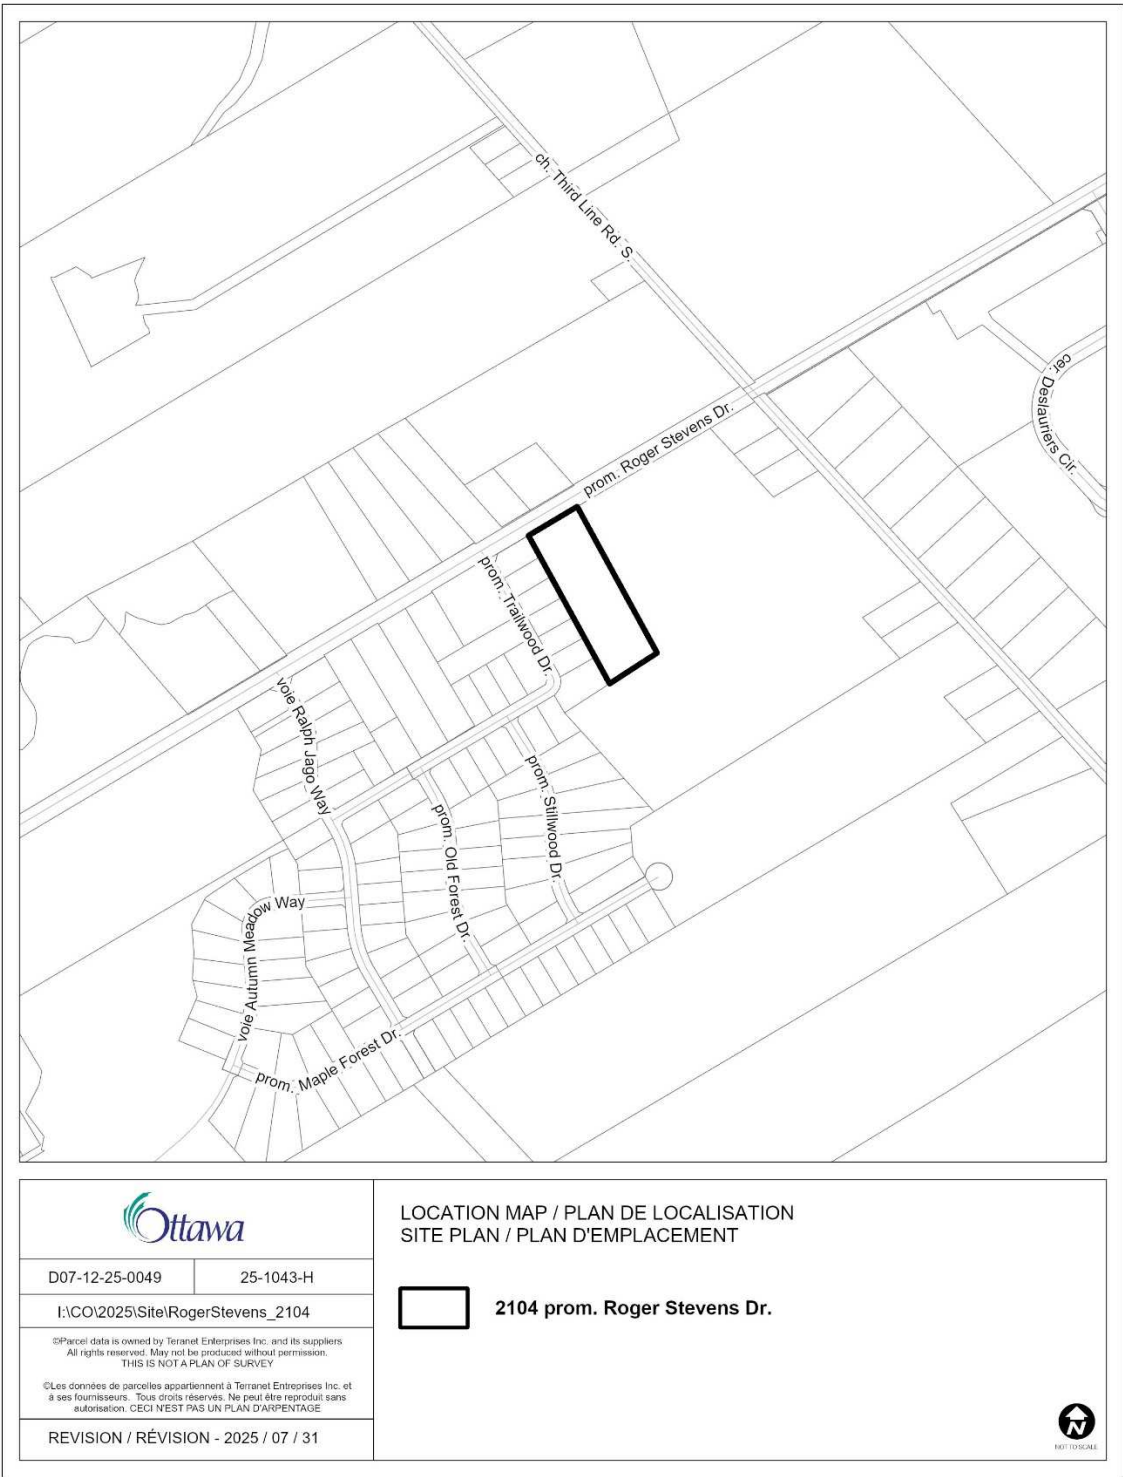 ch. Third Line Rd. S.
prom. Roger Stevens Dr.
cer. Deslauriers Cir.
prom. Trailwood Dr.
voie Ralph Jago Way
prom. Stillwood Dr.
prom. Old Forest Dr.
voie Autumn Meadow Way
prom. Maple Forest Dr.
Ottawa
D07-12-25-0049
25-1043-H
I:\CO\2025\Site\RogerStevens_2104
©Parcel data is owned by Teranet Enterprises Inc. and its suppliers
All rights reserved. May not be produced without permission.
THIS IS NOT A PLAN OF SURVEY
©Les données de parcelles appartiennent à Terranet Entreprises Inc. et
à ses fournisseurs. Tous droits réservés. Ne peut être reproduit sans
autorisation. CECI N'EST PAS UN PLAN D'ARPENTAGE
REVISION / RÉVISION - 2025 / 07 / 31
LOCATION MAP / PLAN DE LOCALISATION
SITE PLAN / PLAN D'EMPLACEMENT
2104 prom. Roger Stevens Dr.
N
NOT TO SCALE